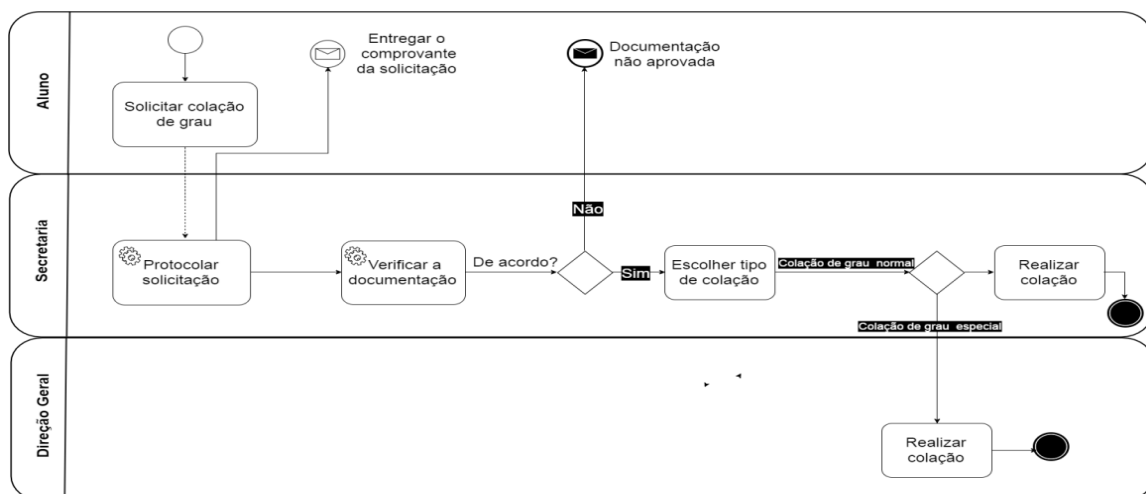 Aluno
Entregar o
comprovante
da solicitação
Documentação
não aprovada
Solicitar colação
de grau
Secretaria
Não
Protocolar
solicitação
Verificar a
documentação
De acordo?
Sim
Escolher tipo
de colação
Colação de grau normal
Realizar
colação
Colação de grau especial
Direção Geral
Realizar
colação